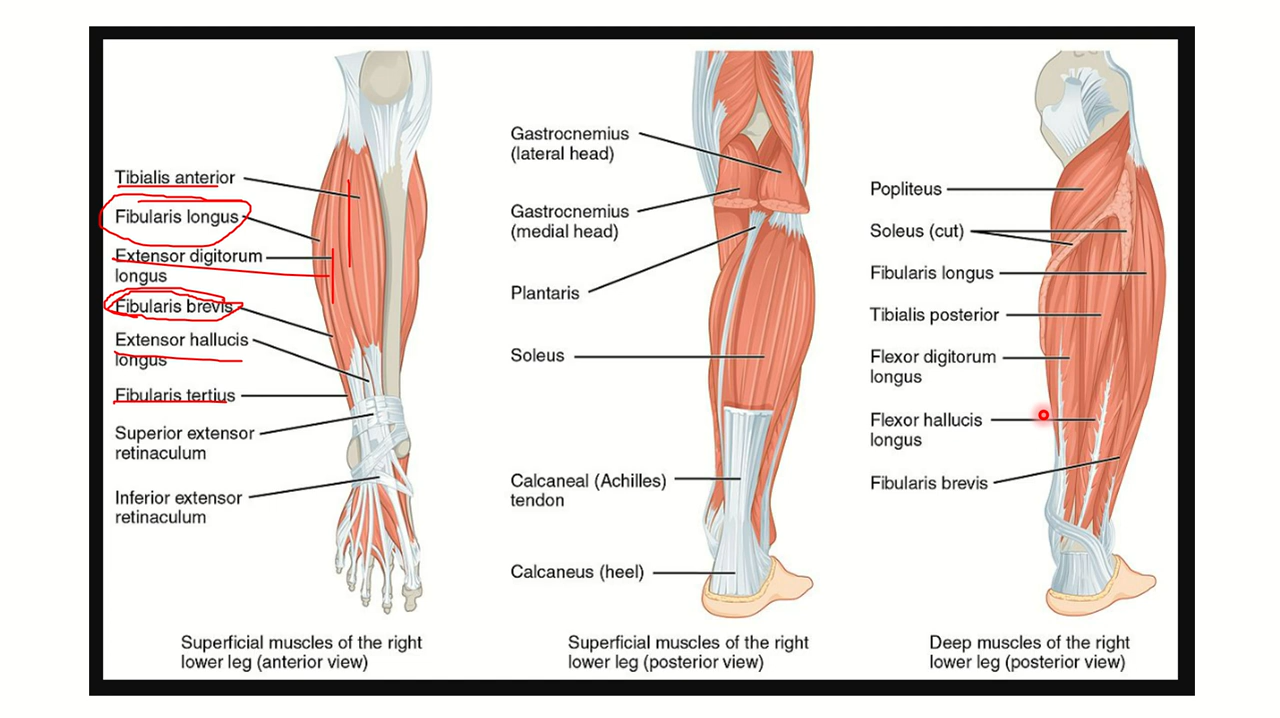 Tibialis anterior
Fibularis longus
Extensor digitorum
longus
Fibularis brevis
Extensor hallucis
longus
Fibularis tertius
Superior extensor
retinaculum
Inferior extensor
retinaculum
Superficial muscles of the right
lower leg (anterior view)
Gastrocnemius
(lateral head)
Gastrocnemius
(medial head)
Plantaris
Soleus
Calcaneal (Achilles)
tendon
Calcaneus (heel)
Superficial muscles of the right
lower leg (posterior view)
Popliteus
Soleus (cut)
Fibularis longus
Tibialis posterior
Flexor digitorum
longus
Flexor hallucis
longus
Fibularis brevis
Deep muscles of the right
lower leg (posterior view)